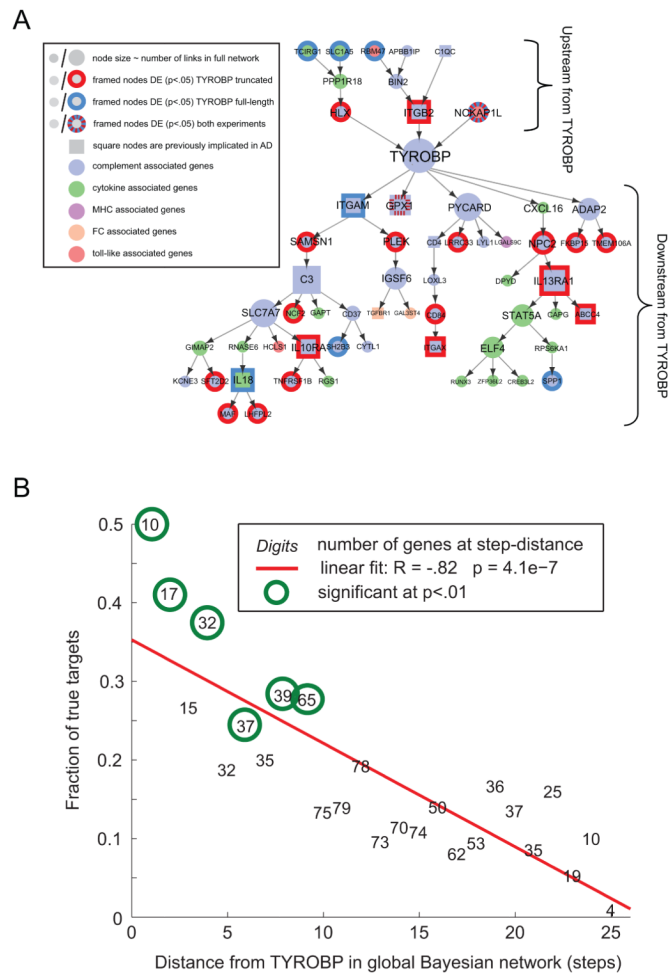 A
node size ~ number of links in full network
framed nodes DE (p<.05) TYROBP truncated
framed nodes DE (p<.05) TYROBP full-length
framed nodes DE (p<.05) both experiments
square nodes are previously implicated in AD
complement associated genes
cytokine associated genes
MHC associated genes
FC associated genes
toll-like associated genes
TCIRG1 SLC1A5 RBM47 APBB1IP C1QC
PPP1R18 BIN2
HLX ITGB2 NCKAP1L
TYROBP
Upstream from TYROBP
ITGAM GPX1 PYCARD CXCL16 ADAP2
SAMSN1 PLEK CD4 LRRC33 LYL1 LGALS9C NPC2 FKBP15 TMEM106A
C3 IGSF6 LOXL3 DPYD IL13RA1
SLC7A7 NCF2 GAPT CD37 TGFBR1 GAL3ST4 CD84 STAT5A CAPG ABCC4
GIMAP2 RNASE6 HCLS1 IL10RA SH2B3 CYTL1 ITGAX ELF4 RPS6KA1
KCNE3 SFT2D2 IL18 TNFRSF1B RGS1 RUNX3 ZFP36L2 CREB3L2 SPP1
MAF LHFPL2
Downstream from TYROBP
B
0.5
0.4
0.3
0.2
0.1
0
Fraction of true targets
Digits number of genes at step-distance
linear fit: R = -.82 p = 4.1e−7
significant at p<.01
10
17
32
15
39
65
37
32
35
78
75
79
50
36
37
25
93
70
74
62
53
35
10
19
4
0 5 10 15 20 25
Distance from TYROBP in global Bayesian network (steps)